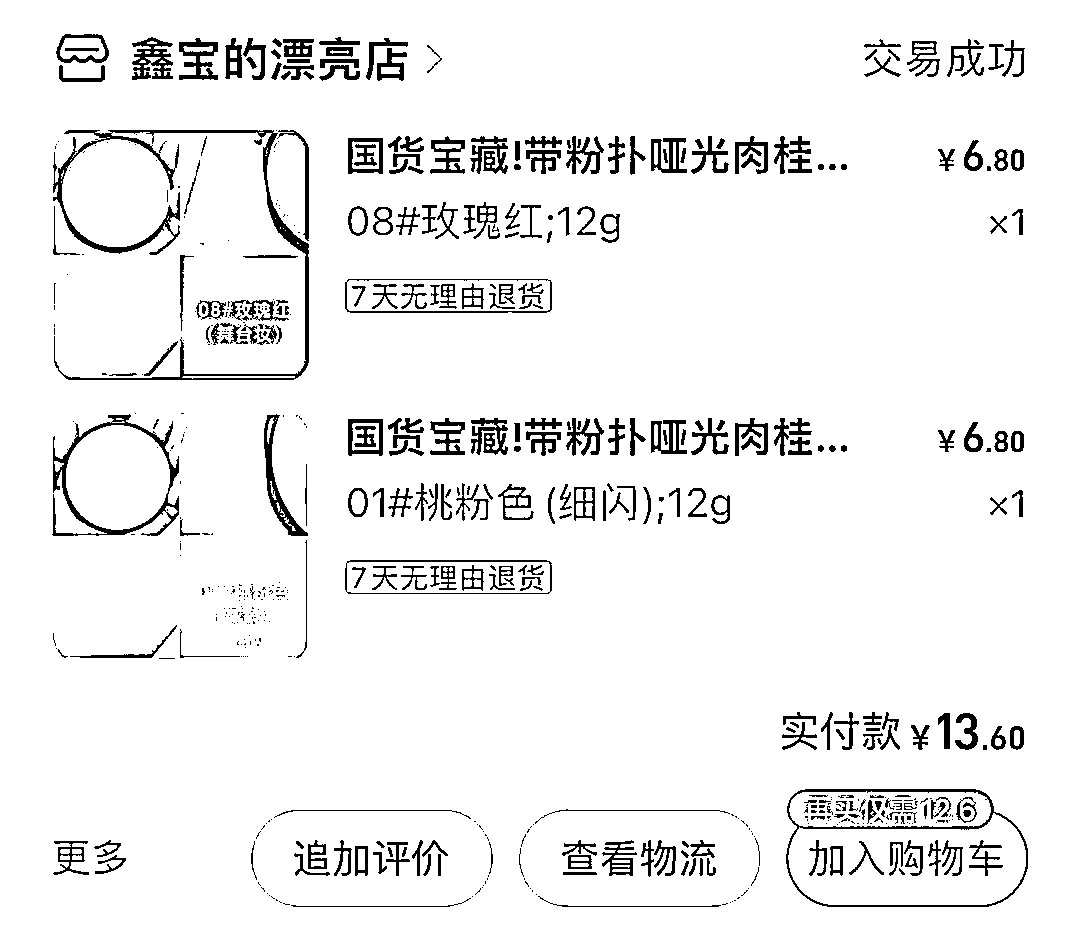 鑫宝的漂亮店
交易成功
国货宝藏!带粉扑哑光肉桂...
¥6.80
08#玫瑰红;12g
×1
7天无理由退货
08#玫瑰红
(舞台妆)
国货宝藏!带粉扑哑光肉桂...
¥6.80
01#桃粉色 (细闪);12g
×1
7天无理由退货
实付款 ¥13.60
再买仅需12.6
更多
追加评价
查看物流
加入购物车